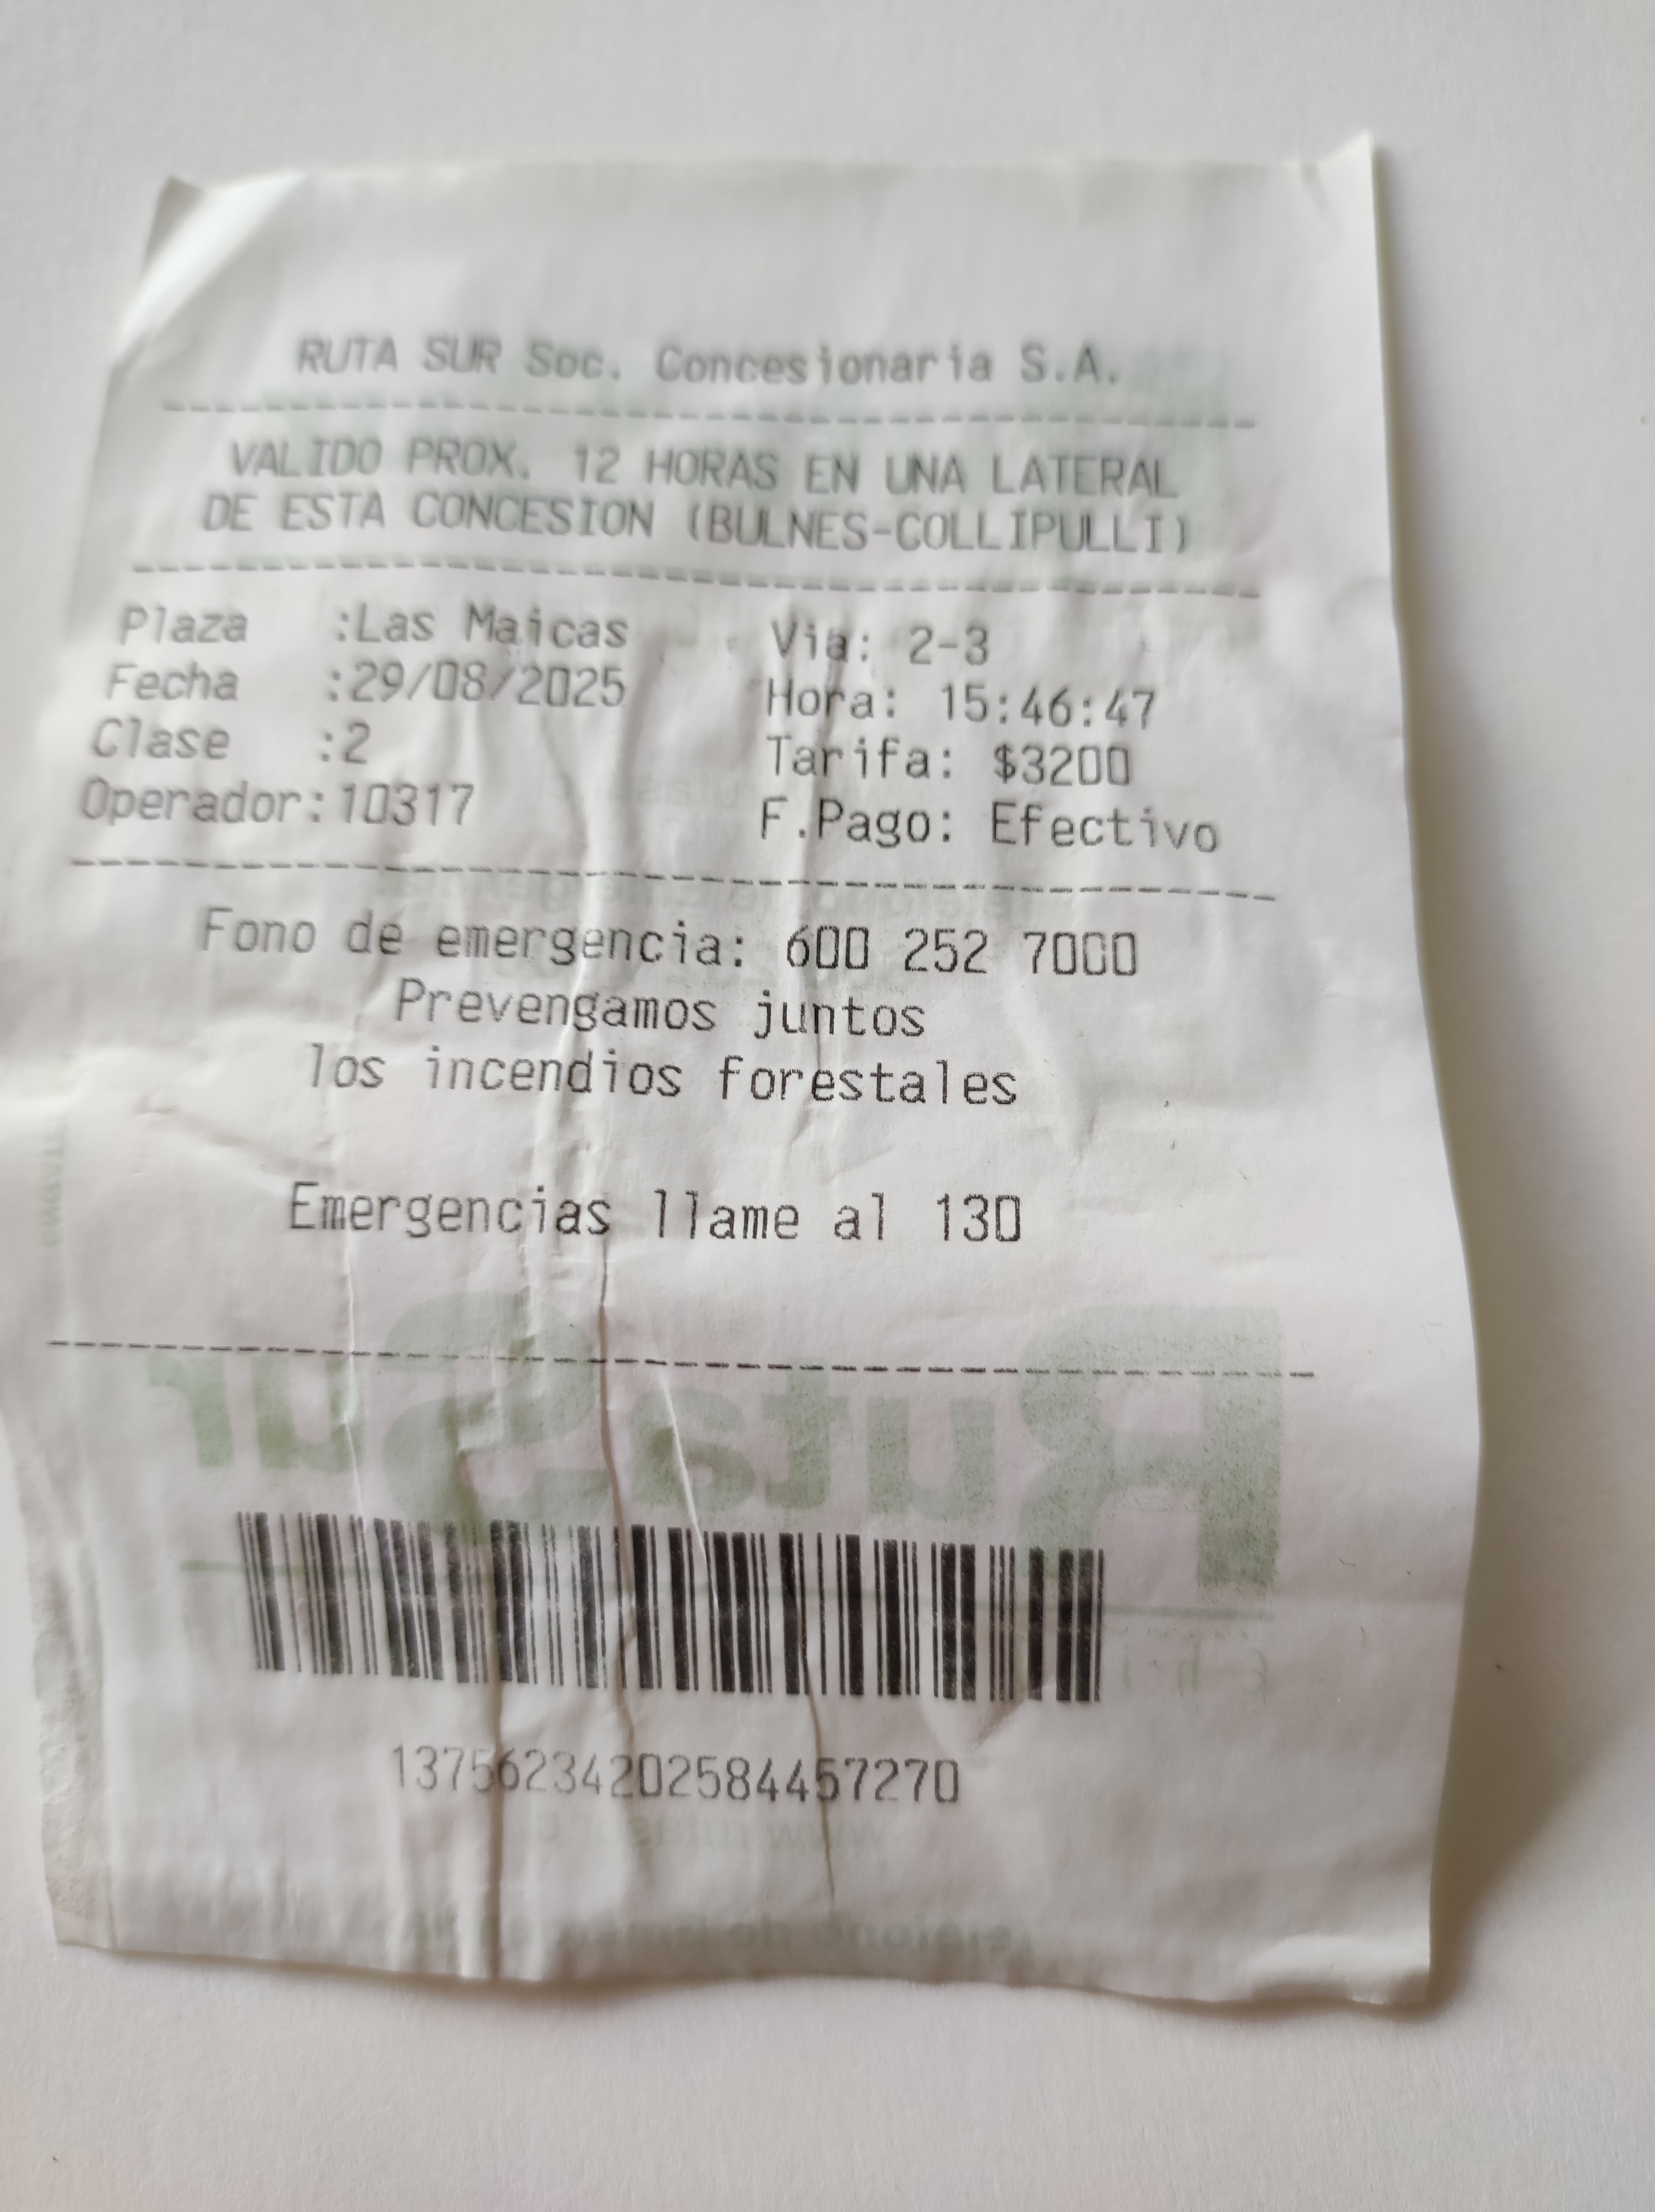 RUTA SUR Soc. Concesionaria S.A.
VALIDO PROX. 12 HORAS EN UNA LATERAL
DE ESTA CONCESION (BULNES-COLLIPULLI)
Plaza :Las Maicas Via: 2-3
Fecha :29/08/2025 Hora: 15:46:47
Clase :2 Tarifa: $3200
Operador:10317 F.Pago: Efectivo
Fono de emergencia: 600 252 7000
Prevengamos juntos
los incendios forestales
Emergencias llame al 130
RutaSur
13756234202584457270